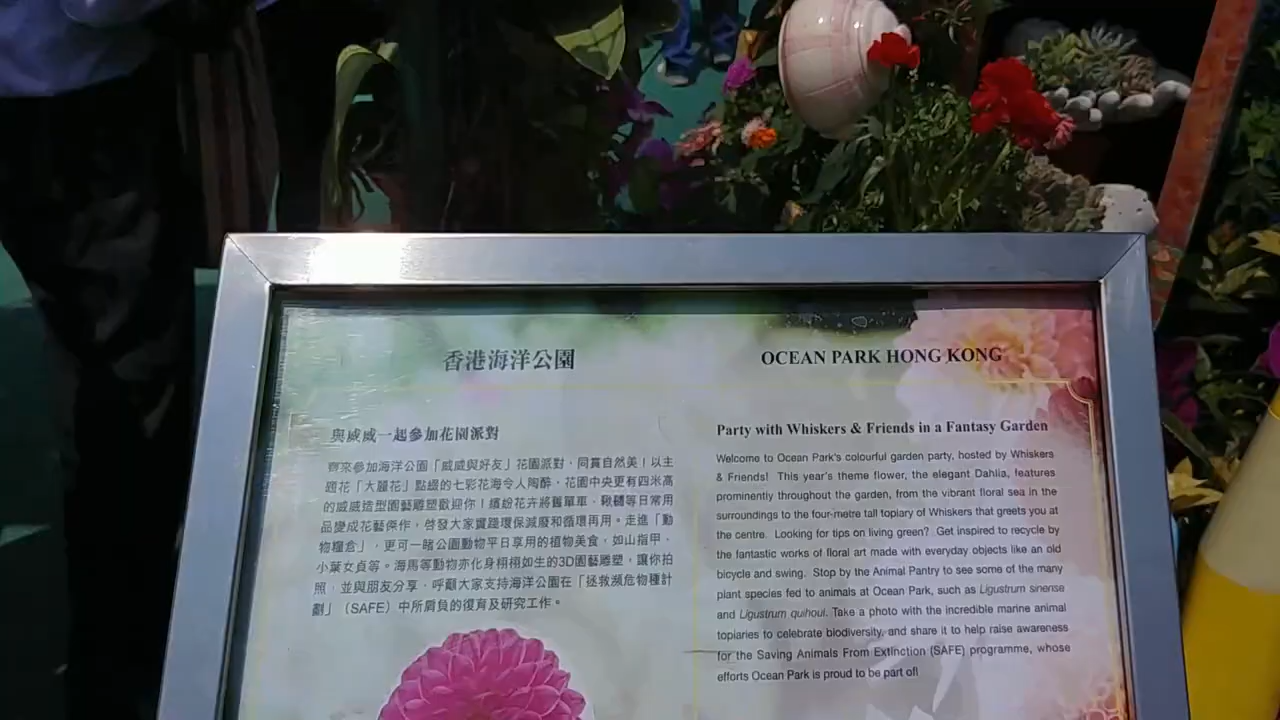 香港海洋公園
與威威一起參加花園派對
齊來參加海洋公園「威威與好友」花園派對，同賞自然美！以主
題花「大麗花」點綴的七彩花海令人陶醉，花園中央更有四米高
的威威造型園藝雕塑歡迎你！繽紛花卉將舊單車、鞦韆等日常用
品變成花藝傑作，啓發大家實踐環保減廢和循環再用。走進「動
物糧倉」，更可一睹公園動物平日享用的植物美食，如山指甲、
小葉女貞等。海馬等動物亦化身栩栩如生的3D園藝雕塑，讓你拍
照，並與朋友分享，呼籲大家支持海洋公園在「拯救瀕危物種計
劃」（SAFE）中所肩負的復育及研究工作。
OCEAN PARK HONG KONG
Party with Whiskers & Friends in a Fantasy Garden
Welcome to Ocean Park's colourful garden party, hosted by Whiskers
& Friends! This year's theme flower, the elegant Dahlia, features
prominently throughout the garden, from the vibrant floral sea in the
surroundings to the four-metre tall topiary of Whiskers that greets you at
the centre. Looking for tips on living green? Get inspired to recycle by
the fantastic works of floral art made with everyday objects like an old
bicycle and swing. Stop by the Animal Pantry to see some of the many
plant species fed to animals at Ocean Park, such as Ligustrum sinense
and Ligustrum quihoui. Take a photo with the incredible marine animal
topiaries to celebrate biodiversity, and share it to help raise awareness
for the Saving Animals From Extinction (SAFE) programme, whose
efforts Ocean Park is proud to be part of!